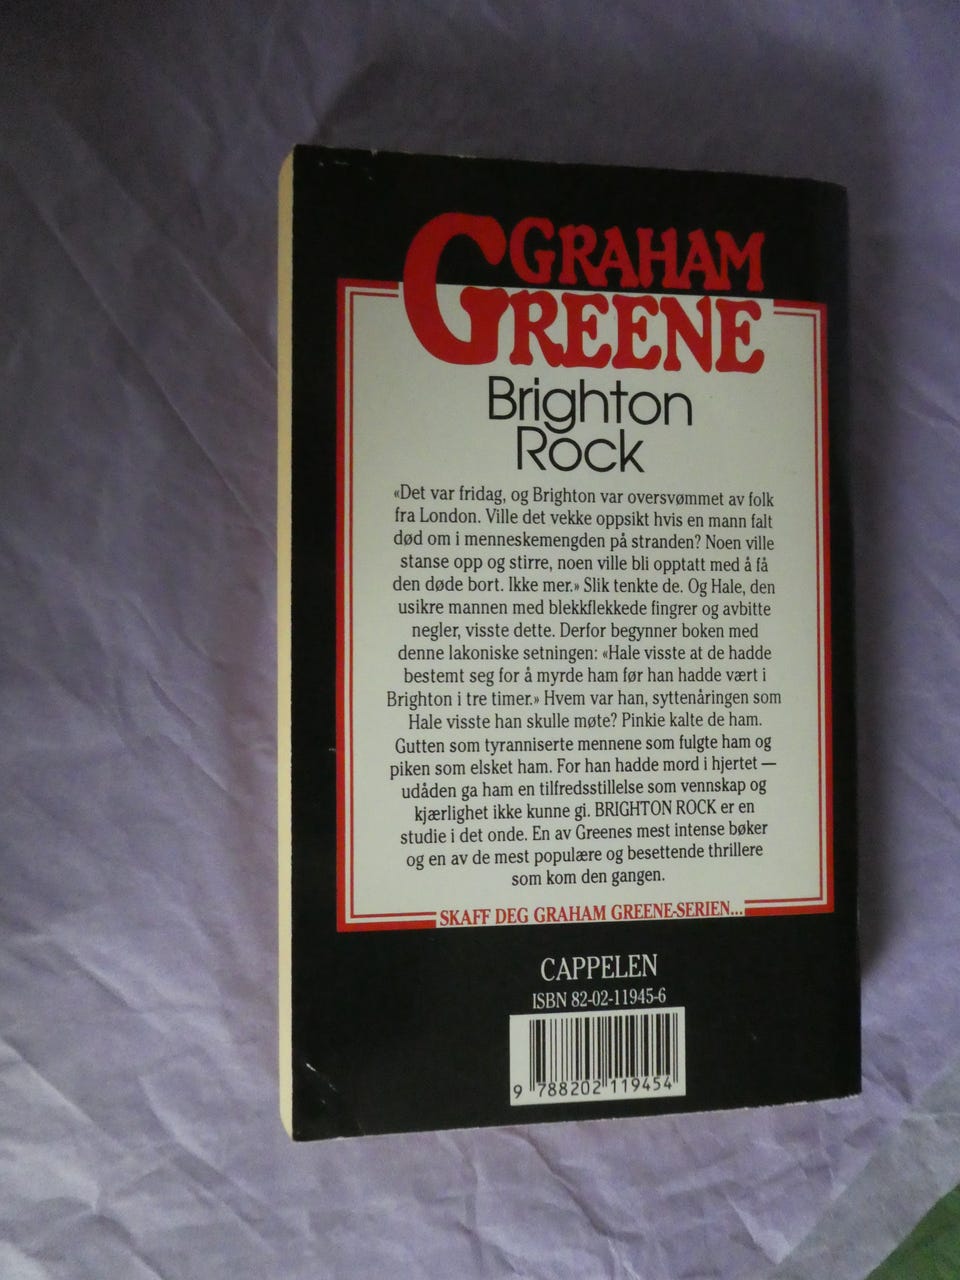 GRAHAM
GREENE
Brighton
Rock
«Det var fridag, og Brighton var oversvømmet av folk
fra London. Ville det vekke oppsikt hvis en mann falt
død om i menneskemengden på stranden? Noen ville
stanse opp og stirre, noen ville bli opptatt med å få
den døde bort. Ikke mer.» Slik tenkte de. Og Hale, den
usikre mannen med blekkflekkede fingrer og avbitte
negler, visste dette. Derfor begynner boken med
denne lakoniske setningen: «Hale visste at de hadde
bestemt seg for å myrde ham før han hadde vært i
Brighton i tre timer.» Hvem var han, syttenåringen som
Hale visste han skulle møte? Pinkie kalte de ham.
Gutten som tyranniserte mennene som fulgte ham og
piken som elsket ham. For han hadde mord i hjertet —
udåden ga ham en tilfredsstillelse som vennskap og
kjærlighet ikke kunne gi. BRIGHTON ROCK er en
studie i det onde. En av Greenes mest intense bøker
og en av de mest populære og besettende thrillere
som kom den gangen.
SKAFF DEG GRAHAM GREENE-SERIEN...
CAPPELEN
ISBN 82-02-11945-6
9 788202 119454